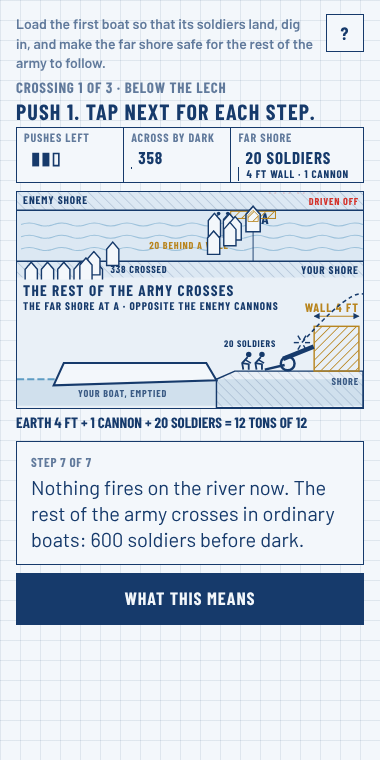 Load the first boat so that its soldiers land, dig
in, and make the far shore safe for the rest of the
army to follow.
?
CROSSING 1 OF 3 · BELOW THE LECH
PUSH 1. TAP NEXT FOR EACH STEP.
PUSHES LEFT
ACROSS BY DARK
358
FAR SHORE
20 SOLDIERS
4 FT WALL · 1 CANNON
ENEMY SHORE
DRIVEN OFF
A
20 BEHIND A
338 CROSSED
YOUR SHORE
THE REST OF THE ARMY CROSSES
THE FAR SHORE AT A · OPPOSITE THE ENEMY CANNONS
WALL 4 FT
20 SOLDIERS
SHORE
YOUR BOAT, EMPTIED
EARTH 4 FT + 1 CANNON + 20 SOLDIERS = 12 TONS OF 12
STEP 7 OF 7
Nothing fires on the river now. The
rest of the army crosses in ordinary
boats: 600 soldiers before dark.
WHAT THIS MEANS